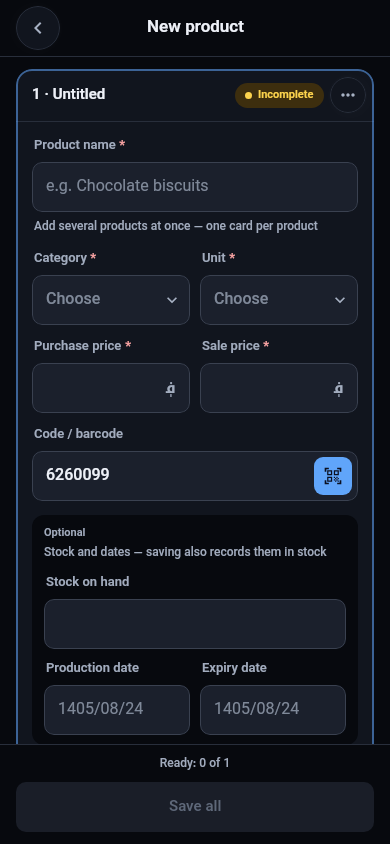 New product
1 · Untitled
Incomplete
Product name *
e.g. Chocolate biscuits
Add several products at once — one card per product
Category *
Unit *
Choose
Choose
Purchase price *
Sale price *
؋
؋
Code / barcode
6260099
Optional
Stock and dates — saving also records them in stock
Stock on hand
Production date
Expiry date
1405/08/24
1405/08/24
Ready: 0 of 1
Save all